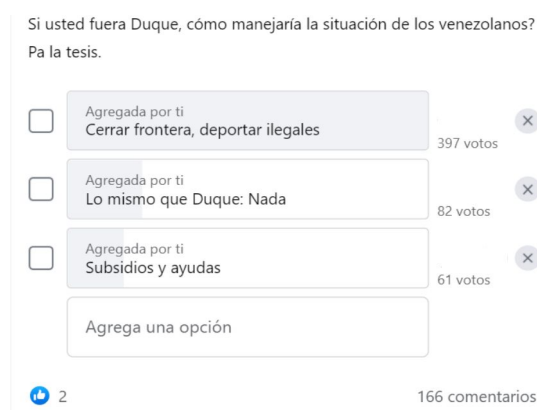 Si usted fuera Duque, cómo manejaría la situación de los venezolanos?
Pa la tesis.
Agregada por ti
Cerrar frontera, deportar ilegales
397 votos
Agregada por ti
Lo mismo que Duque: Nada
82 votos
Agregada por ti
Subsidios y ayudas
61 votos
Agrega una opción
2
166 comentarios